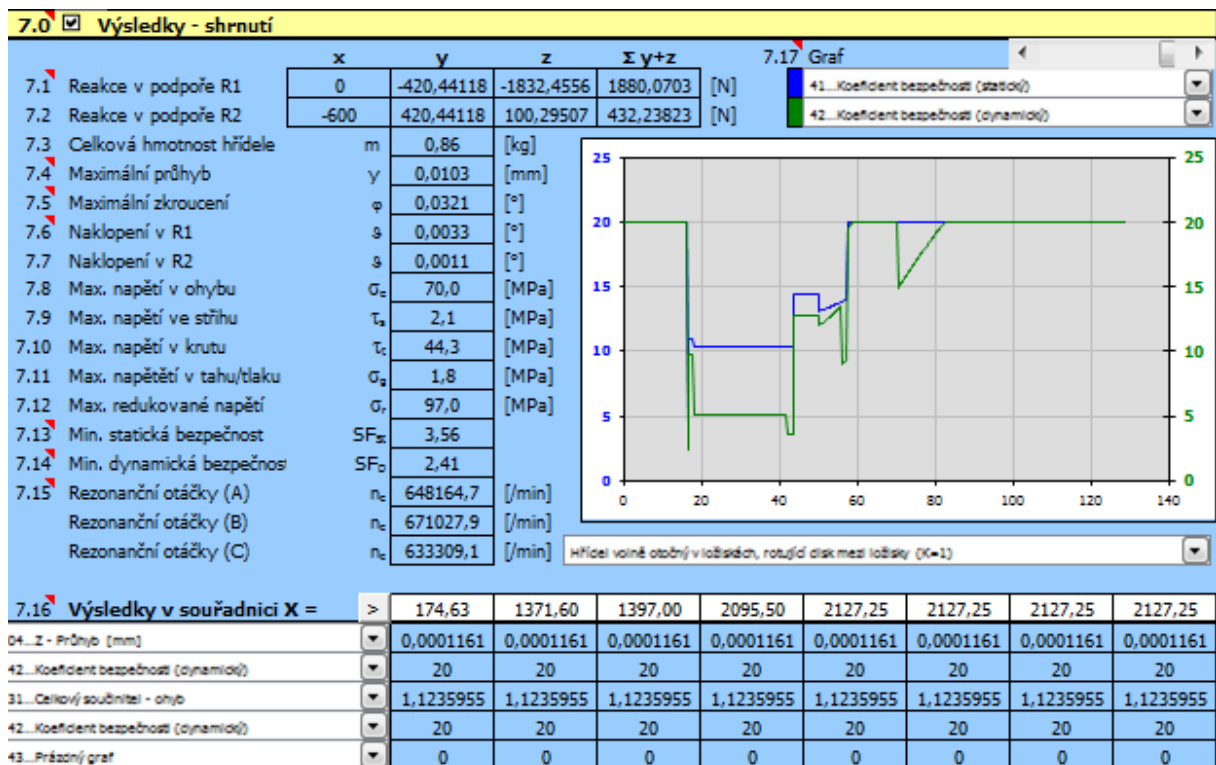 7.0 Výsledky - shrnutí
x y z Σ y+z 7.17 Graf
7.1 Reakce v podpoře R1 0 -420,44118 -1832,4556 1880,0703 [N] 41...Koeficient bezpečnosti (statický)
7.2 Reakce v podpoře R2 -600 420,44118 100,29507 432,23823 [N] 42...Koeficient bezpečnosti (dynamický)
7.3 Celková hmotnost hřídele m 0,86 [kg]
7.4 Maximální průhyb y 0,0103 [mm]
7.5 Maximální zkroucení φ 0,0321 [°]
7.6 Naklopení v R1 ϑ 0,0033 [°]
7.7 Naklopení v R2 ϑ 0,0011 [°]
7.8 Max. napětí v ohybu 70,0 [MPa]
7.9 Max. napětí ve střihu 2,1 [MPa]
7.10 Max. napětí v krutu 44,3 [MPa]
7.11 Max. napětětí v tahu/tlaku 1,8 [MPa]
7.12 Max. redukované napětí σr 97,0 [MPa]
7.13 Min. statická bezpečnost SFst 3,56
7.14 Min. dynamická bezpečnos SFD 2,41
7.15 Rezonanční otáčky (A) nc 648164,7 [/min]
Rezonanční otáčky (B) nc 671027,9 [/min]
Rezonanční otáčky (C) nc 633309,1 [/min] Hřídel volně otočný v ložiskách, rotující disk mezi ložisky (K=1)
25 25
20 20
15 15
10 10
5 5
0 0
0 20 40 60 80 100 120 140
7.16 Výsledky v souřadnici X = > 174,63 1371,60 1397,00 2095,50 2127,25 2127,25 2127,25 2127,25
04...Z - Průhyb [mm] 0,0001161 0,0001161 0,0001161 0,0001161 0,0001161 0,0001161 0,0001161 0,0001161
42...Koeficient bezpečnosti (dynamický) 20 20 20 20 20 20 20 20
31...Celkový součinitel - ohyb 1,1235955 1,1235955 1,1235955 1,1235955 1,1235955 1,1235955 1,1235955 1,1235955
42...Koeficient bezpečnosti (dynamický) 20 20 20 20 20 20 20 20
43...Prázdný graf 0 0 0 0 0 0 0 0